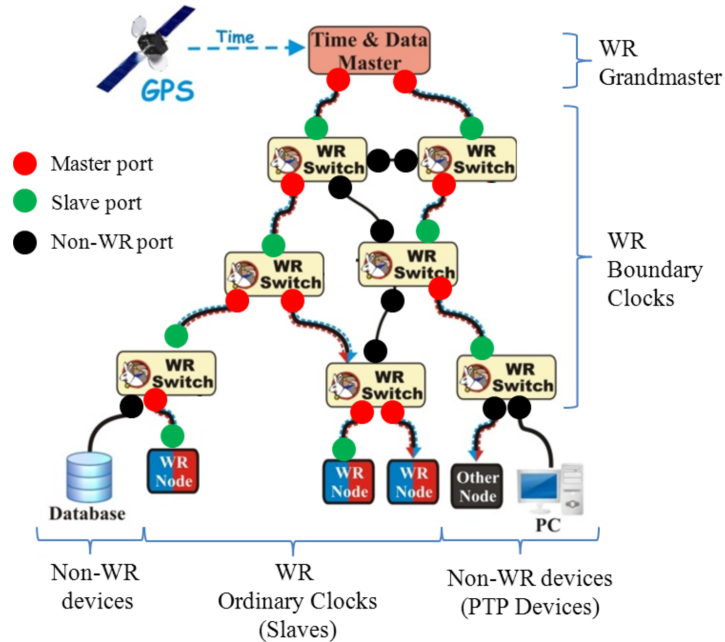 Time
GPS
Time & Data
Master
WR
Grandmaster
Master port
Slave port
Non-WR port
WR
Switch
WR
Switch
WR
Switch
WR
Switch
WR
Boundary
Clocks
WR
Switch
WR
Switch
WR
Switch
Database
WR
Node
WR
Node
WR
Node
Other
Node
PC
Non-WR
devices
WR
Ordinary Clocks
(Slaves)
Non-WR devices
(PTP Devices)